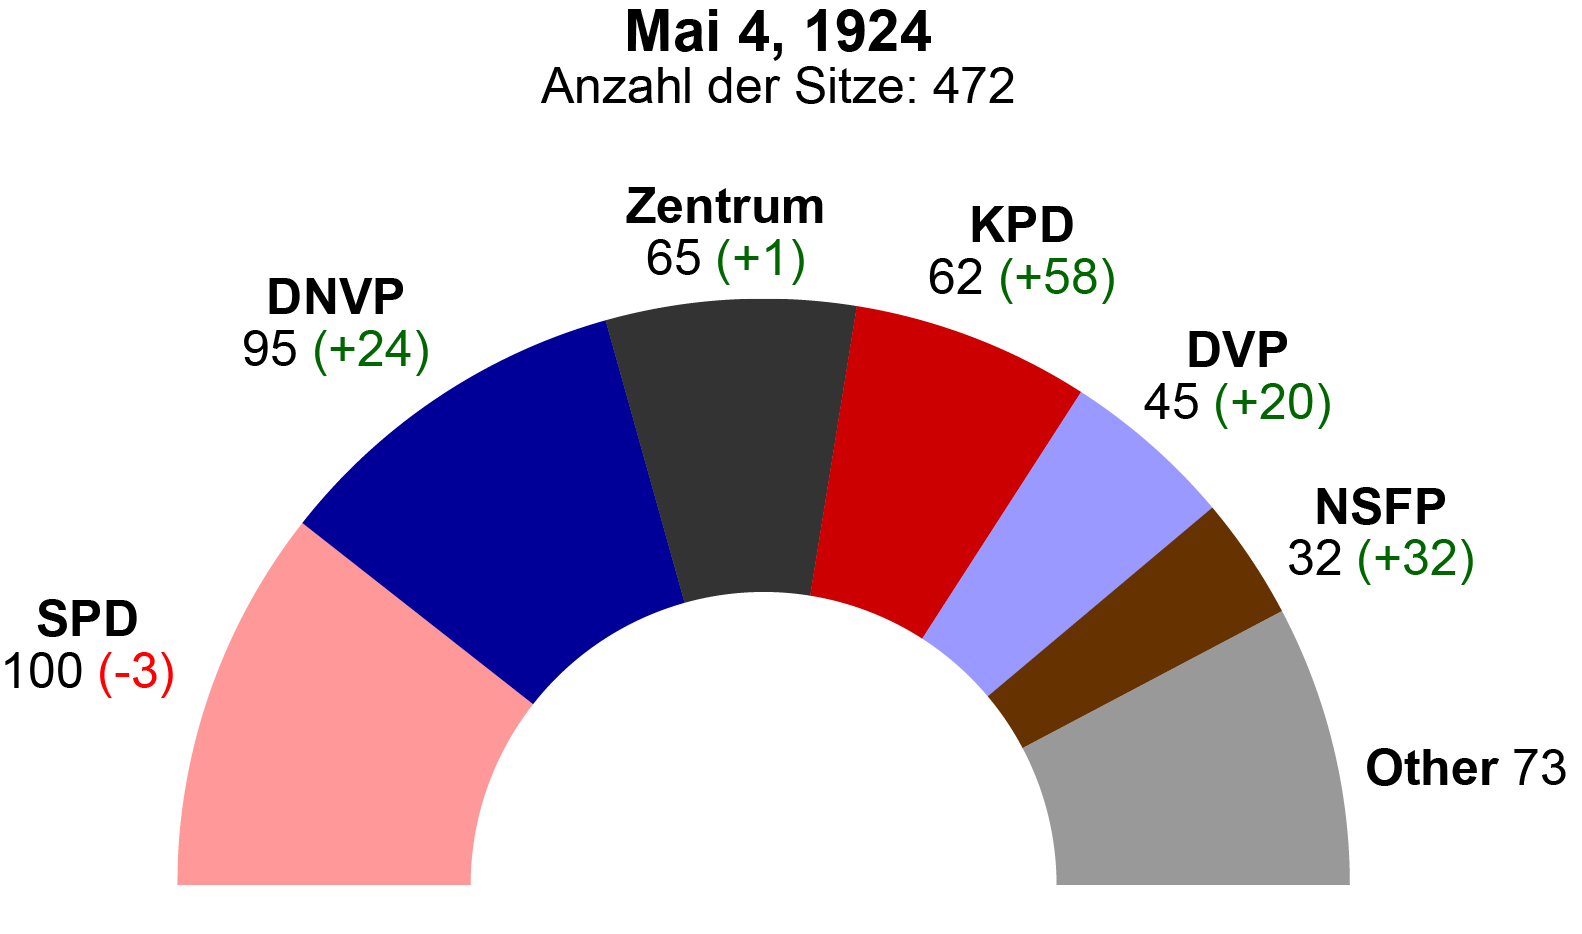 Mai 4, 1924
Anzahl der Sitze: 472
Zentrum
65 (+1)
KPD
62 (+58)
DNVP
95 (+24)
DVP
45 (+20)
NSFP
32 (+32)
SPD
100 (-3)
Other 73